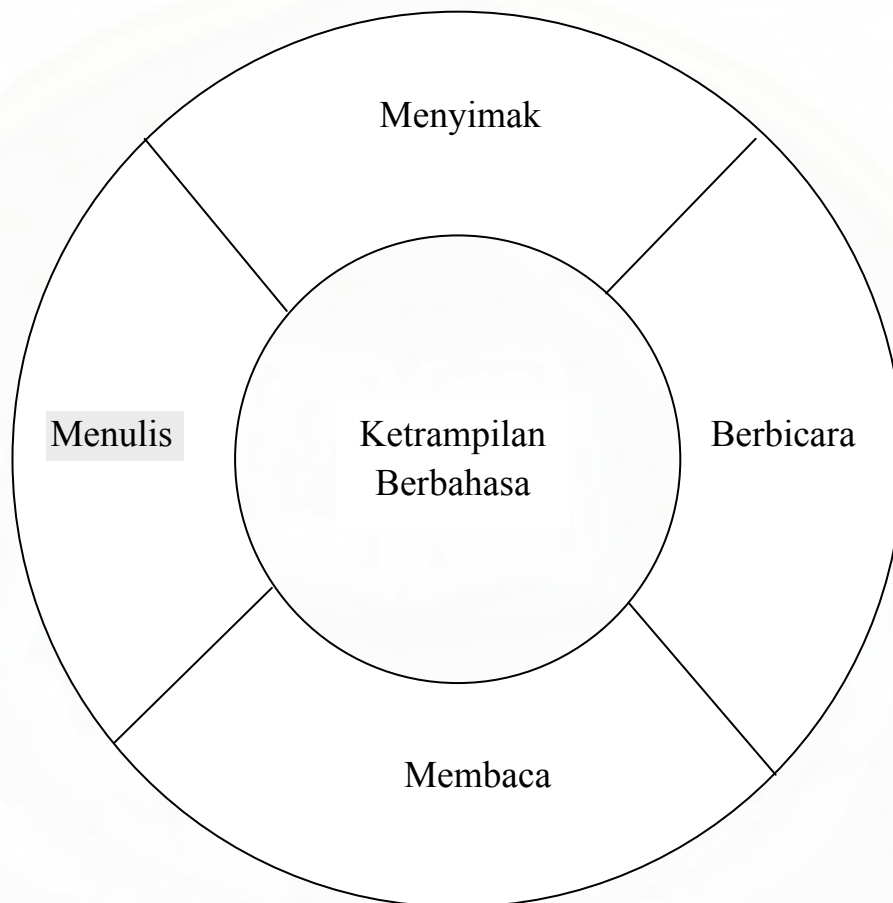 Menyimak
Menulis
Ketrampilan
Berbahasa
Berbicara
Membaca